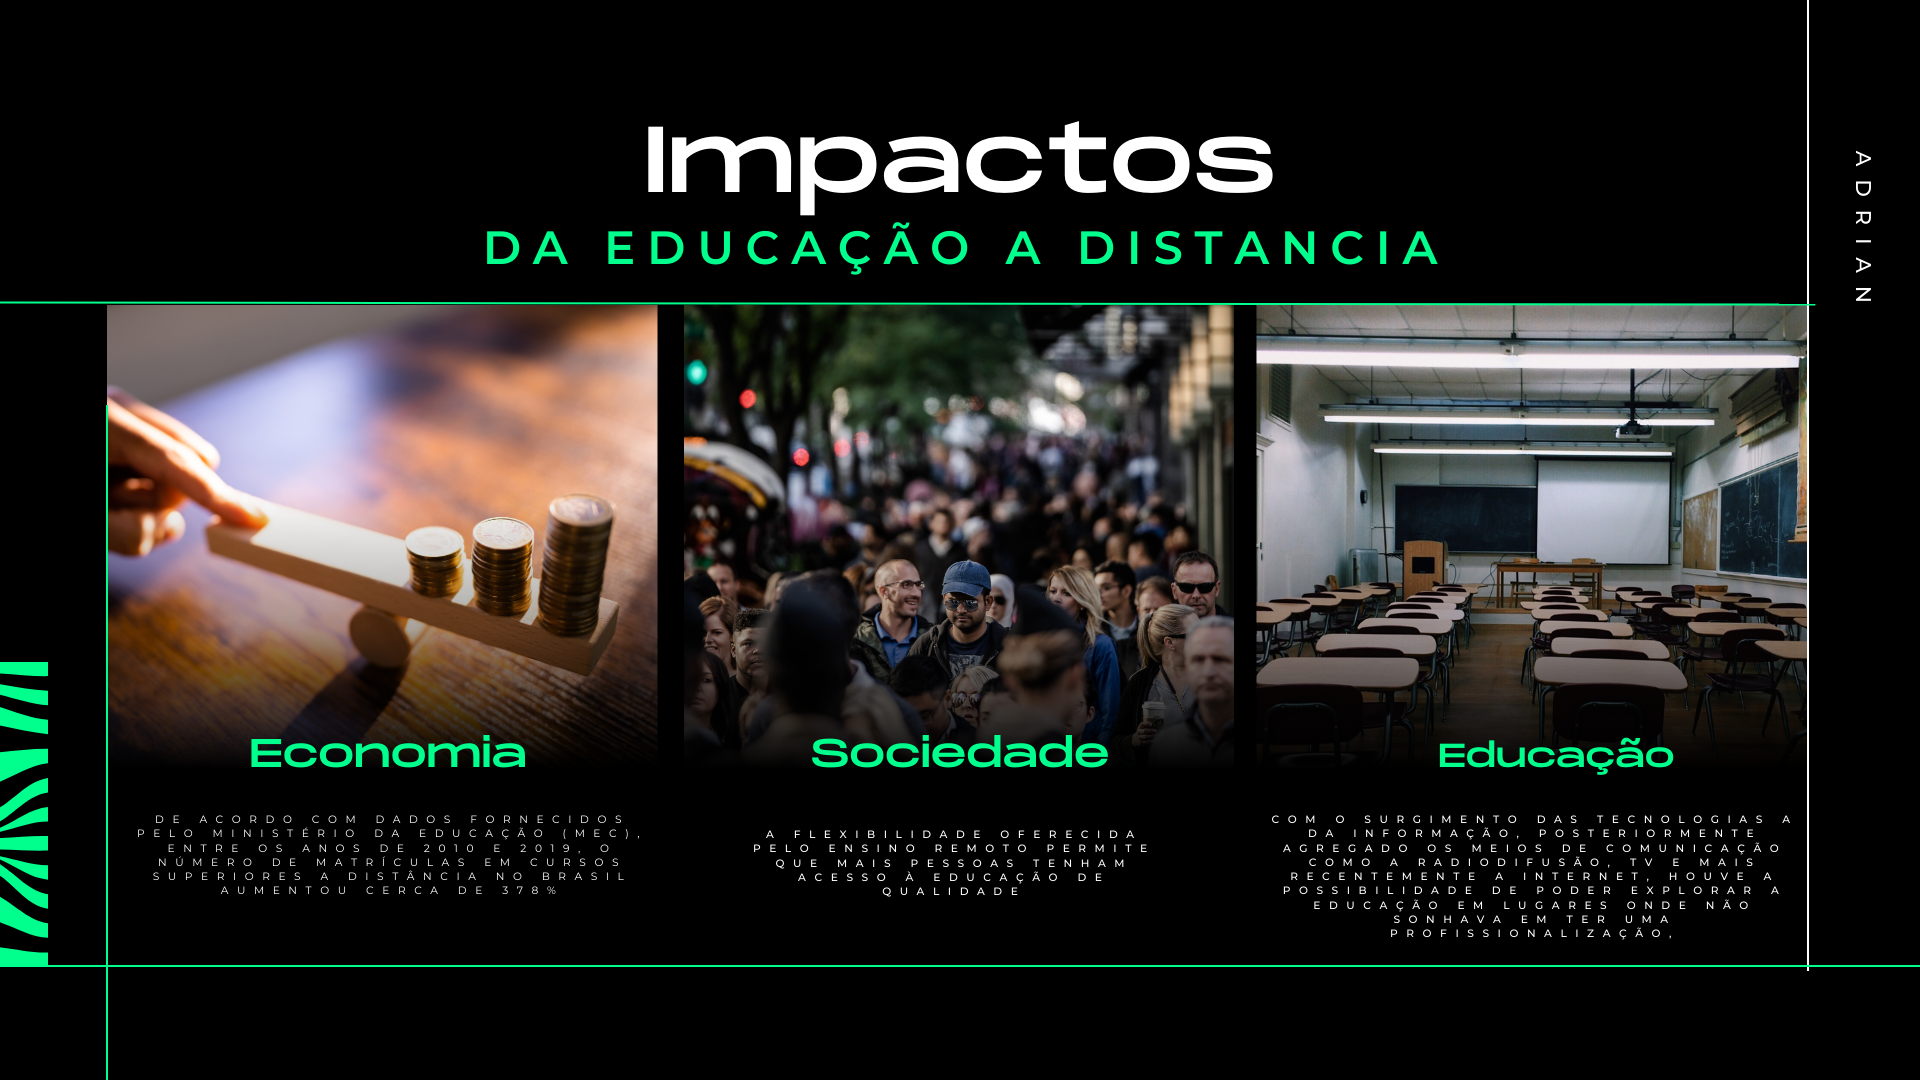 Impactos
DA EDUCAÇÃO A DISTANCIA
ADRIAN
Economia
DE ACORDO COM DADOS FORNECIDOS
PELO MINISTÉRIO DA EDUCAÇÃO (MEC),
ENTRE OS ANOS DE 2010 E 2019, O
NÚMERO DE MATRÍCULAS EM CURSOS
SUPERIORES A DISTÂNCIA NO BRASIL
AUMENTOU CERCA DE 378%
Sociedade
A FLEXIBILIDADE OFERECIDA
PELO ENSINO REMOTO PERMITE
QUE MAIS PESSOAS TENHAM
ACESSO À EDUCAÇÃO DE
QUALIDADE
Educação
COM O SURGIMENTO DAS TECNOLOGIAS A
DA INFORMAÇÃO, POSTERIORMENTE
AGREGADO OS MEIOS DE COMUNICAÇÃO
COMO A RADIODIFUSÃO, TV E MAIS
RECENTEMENTE A INTERNET, HOUVE A
POSSIBILIDADE DE PODER EXPLORAR A
EDUCAÇÃO EM LUGARES ONDE NÃO
SONHAVA EM TER UMA
PROFISSIONALIZAÇÃO,